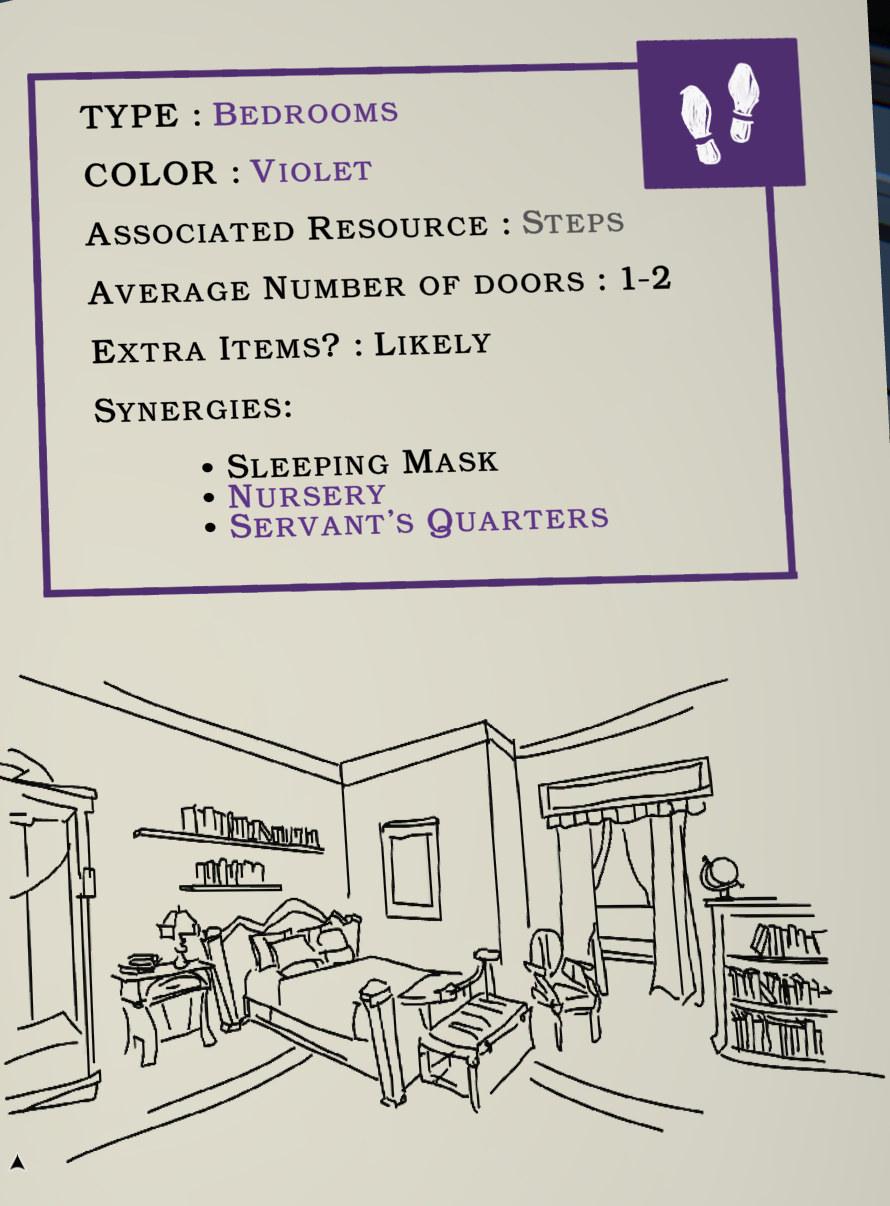 TYPE : BEDROOMS
COLOR : VIOLET
ASSOCIATED RESOURCE : STEPS
AVERAGE NUMBER OF DOORS : 1-2
EXTRA ITEMS? : LIKELY
SYNERGIES:
• SLEEPING MASK
• NURSERY
• SERVANT'S QUARTERS